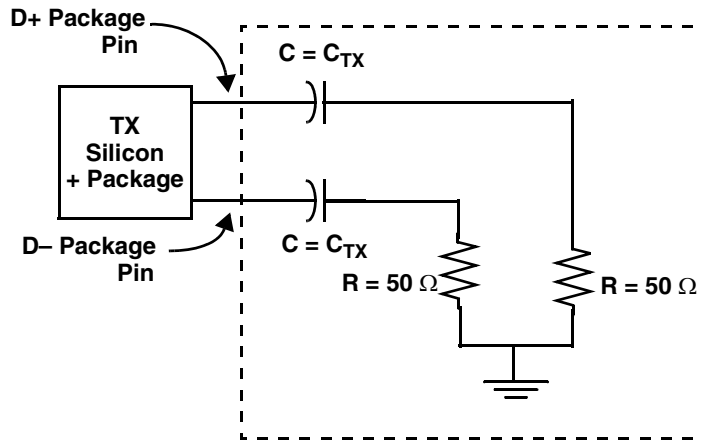 D+ Package
Pin
C = CTX
TX
Silicon
+ Package
D– Package
Pin
C = CTX
R = 50 Ω
R = 50 Ω